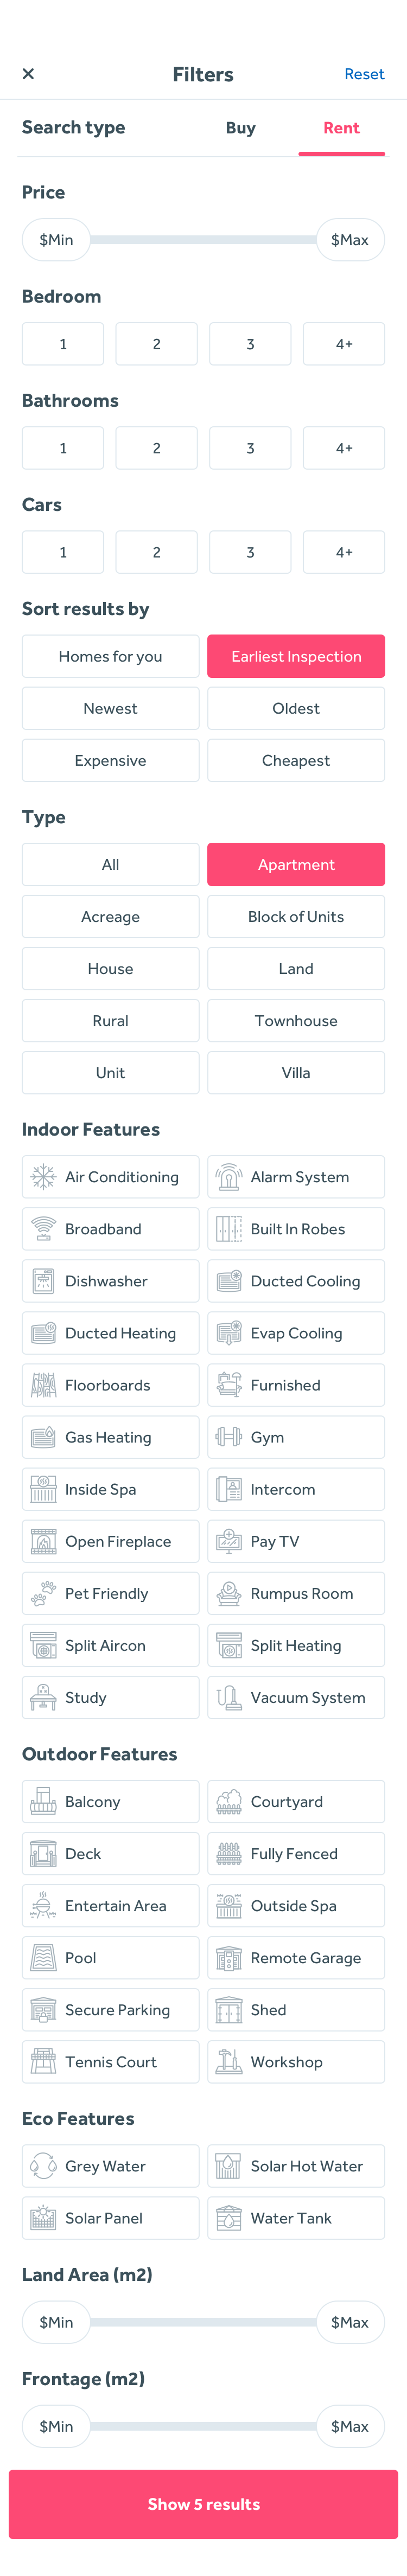 × Filters Reset
Search type Buy Rent
Price
$Min $Max
Bedroom
1 2 3 4+
Bathrooms
1 2 3 4+
Cars
1 2 3 4+
Sort results by
Homes for you Earliest Inspection
Newest Oldest
Expensive Cheapest
Type
All Apartment
Acreage Block of Units
House Land
Rural Townhouse
Unit Villa
Indoor Features
Air Conditioning Alarm System
Broadband Built In Robes
Dishwasher Ducted Cooling
Ducted Heating Evap Cooling
Floorboards Furnished
Gas Heating Gym
Inside Spa Intercom
Open Fireplace Pay TV
Pet Friendly Rumpus Room
Split Aircon Split Heating
Study Vacuum System
Outdoor Features
Balcony Courtyard
Deck Fully Fenced
Entertain Area Outside Spa
Pool Remote Garage
Secure Parking Shed
Tennis Court Workshop
Eco Features
Grey Water Solar Hot Water
Solar Panel Water Tank
Land Area (m2)
$Min $Max
Frontage (m2)
$Min $Max
Show 5 results